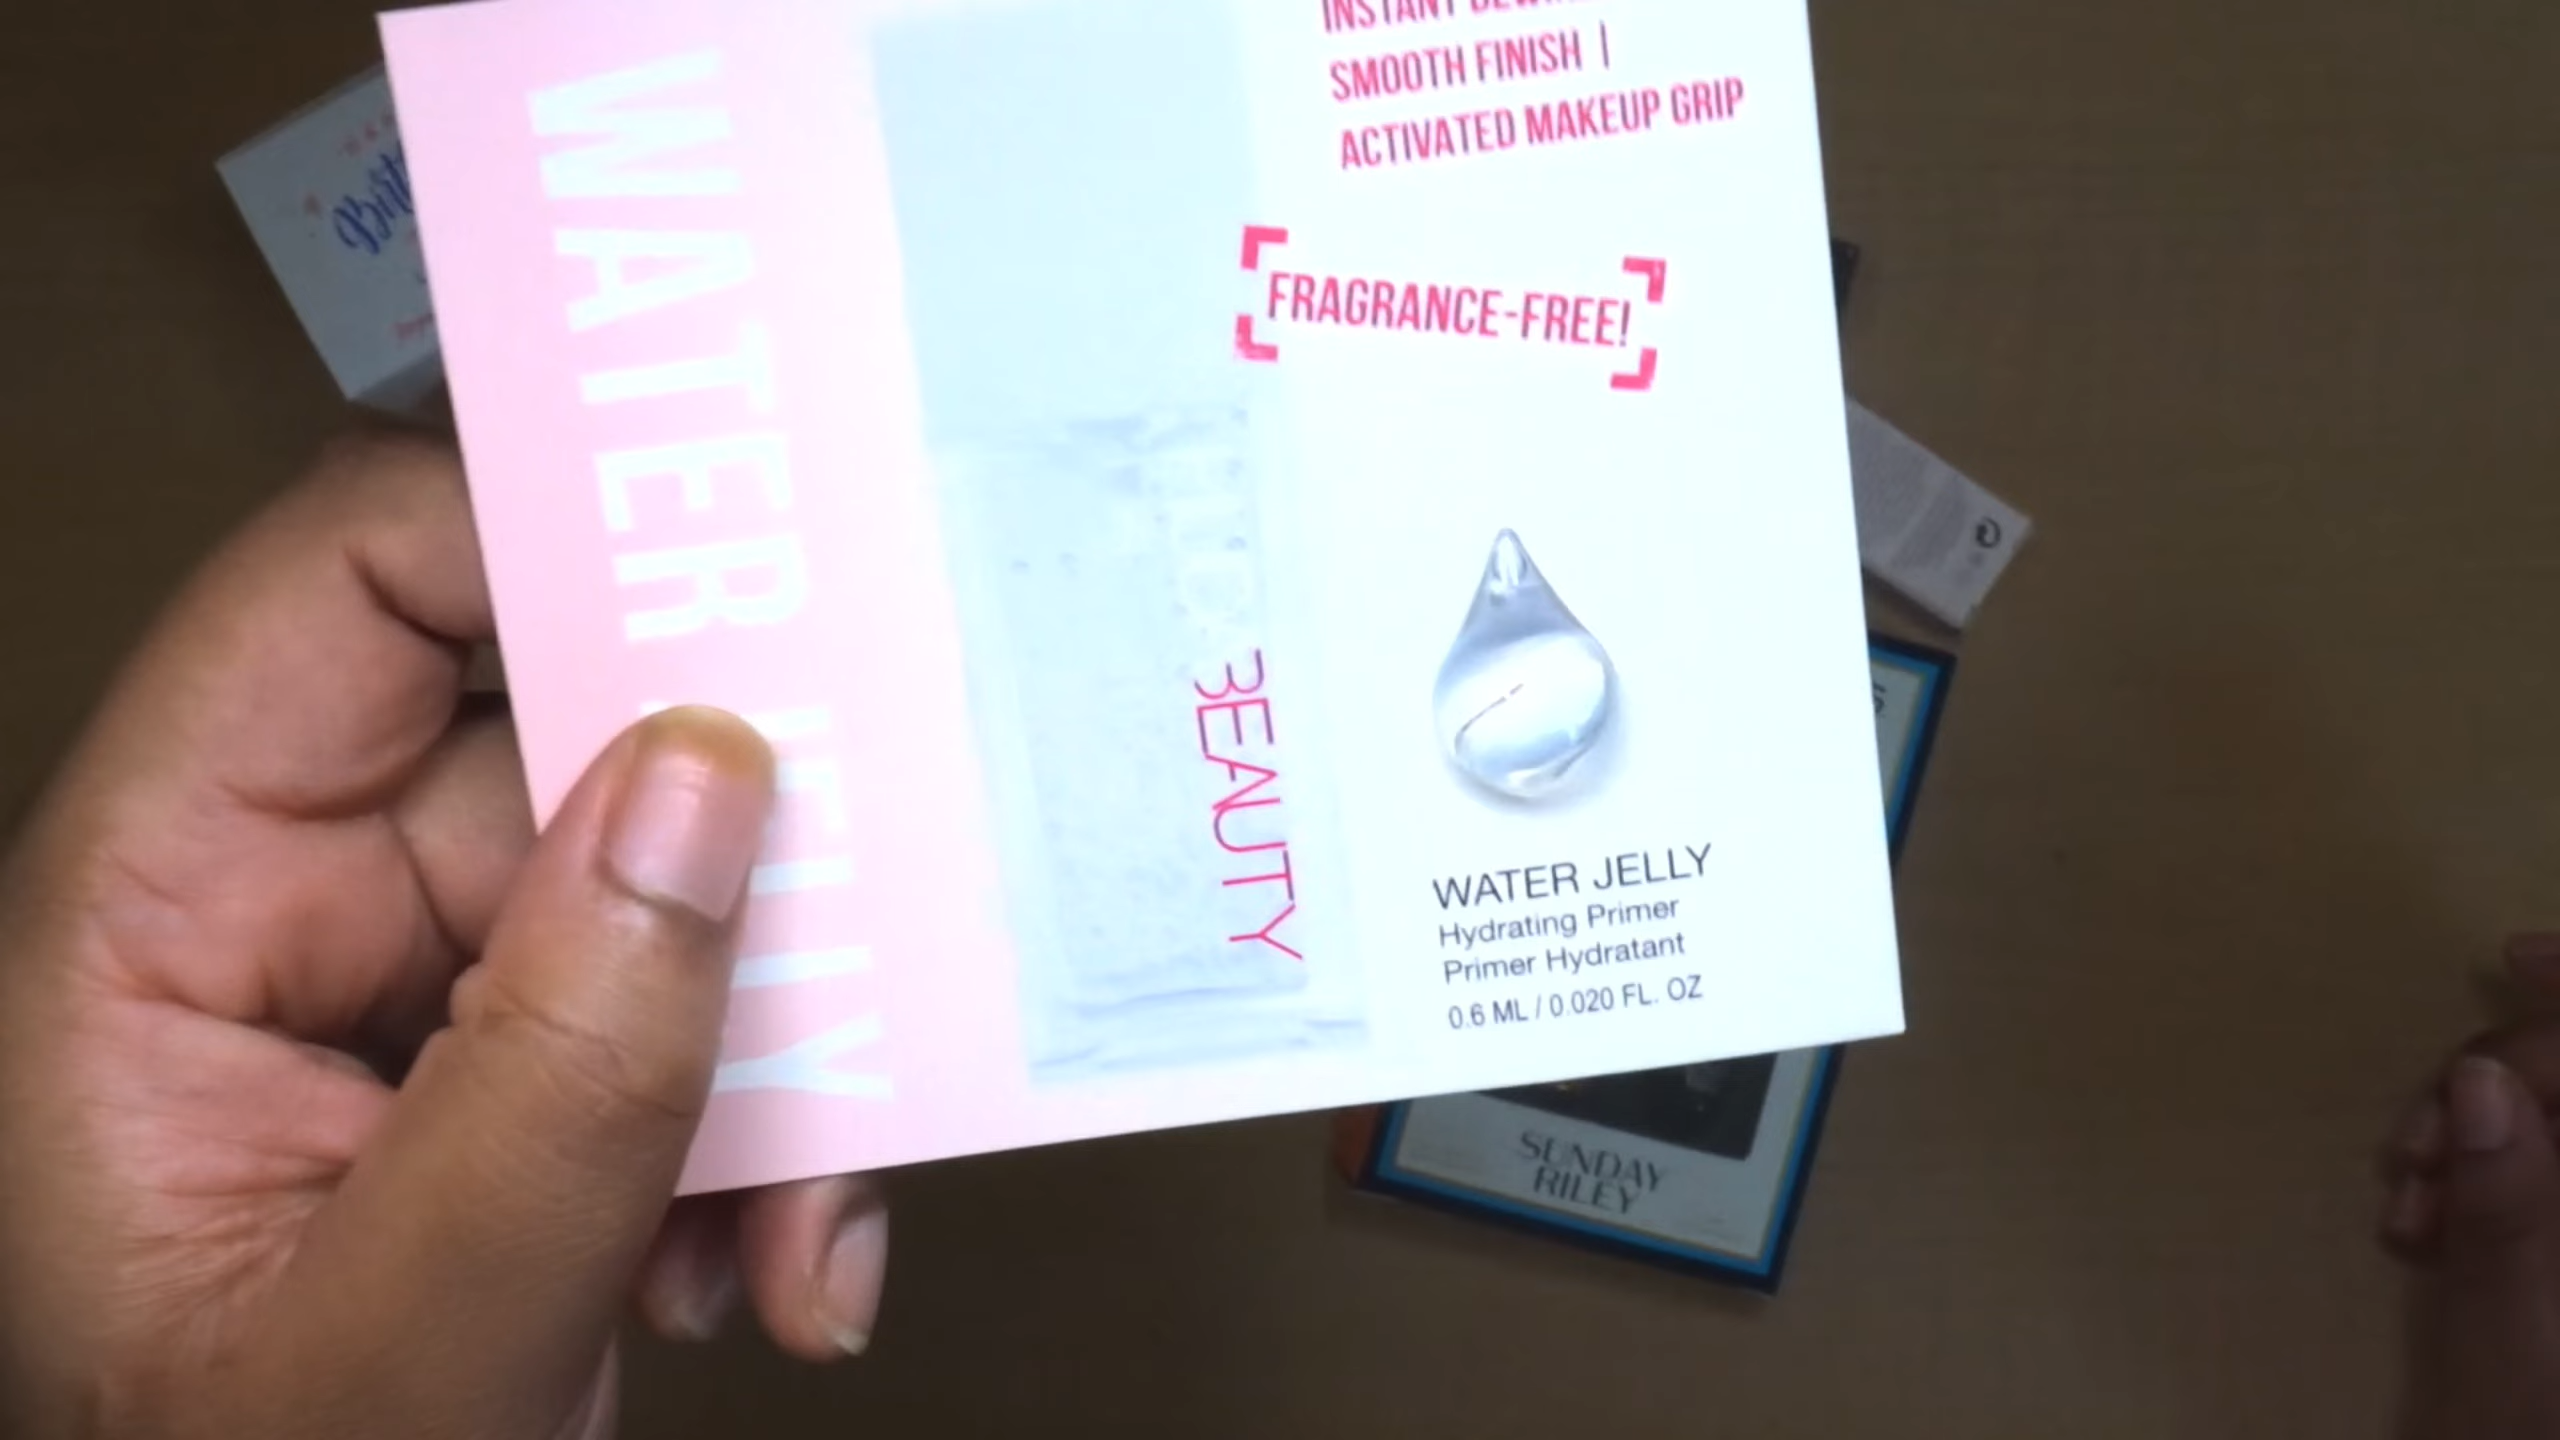 INSTANT
SMOOTH FINISH |
ACTIVATED MAKEUP GRIP
FRAGRANCE-FREE!
WATER JELLY
BEAUTY
WATER JELLY
Hydrating Primer
Primer Hydratant
0.6 ML / 0.020 FL. OZ
SUNDAY
RILEY